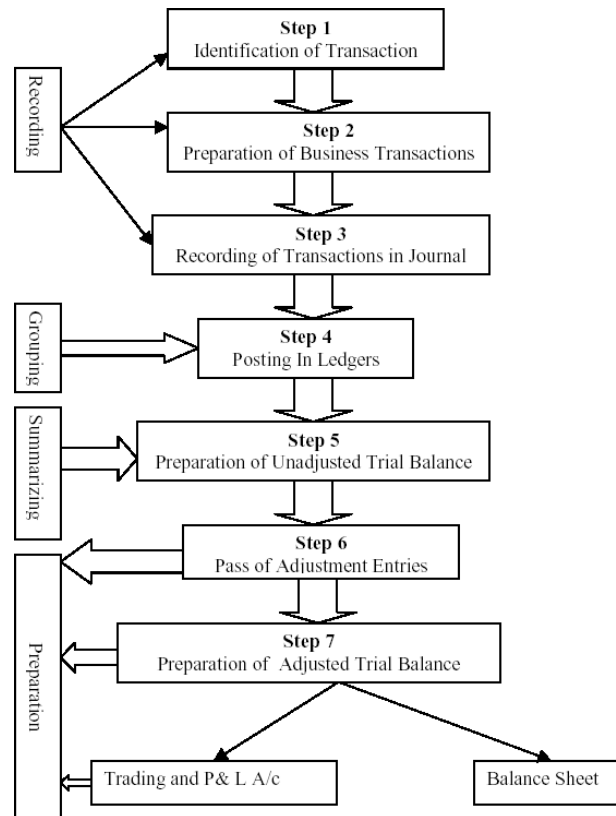 Step 1
Identification of Transaction
Recording
Step 2
Preparation of Business Transactions
Step 3
Recording of Transactions in Journal
Grouping
Step 4
Posting In Ledgers
Summarizing
Step 5
Preparation of Unadjusted Trial Balance
Step 6
Pass of Adjustment Entries
Preparation
Step 7
Preparation of Adjusted Trial Balance
Trading and P& L A/c
Balance Sheet